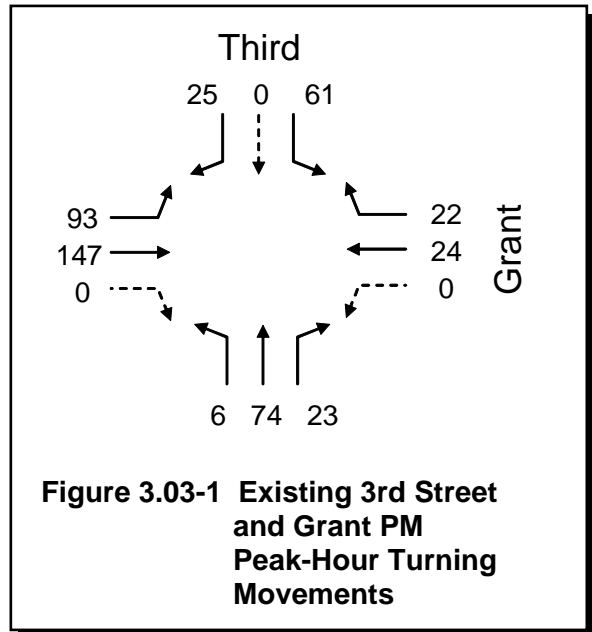 Third
25 0 61
93
147
0
22
24
0
Grant
6 74 23
Figure 3.03-1 Existing 3rd Street
and Grant PM
Peak-Hour Turning
Movements